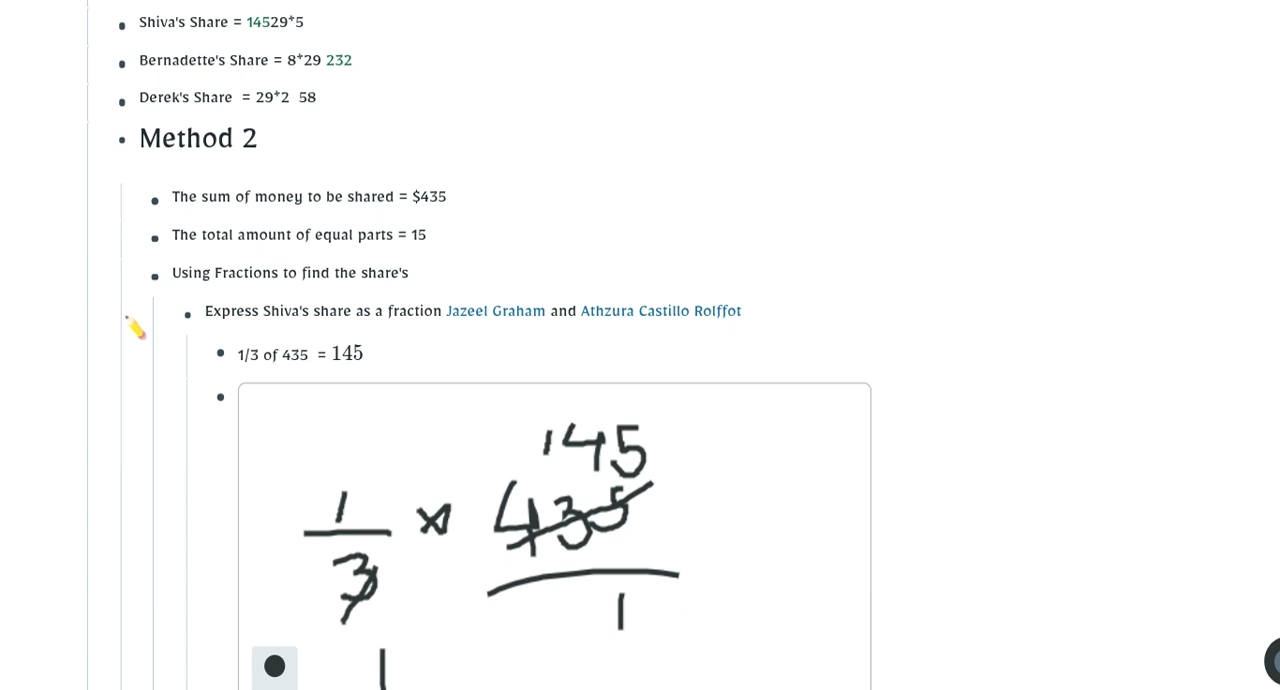 Shiva's Share = 14529*5
Bernadette's Share = 8*29 232
Derek's Share = 29*2 58
Method 2
The sum of money to be shared = $435
The total amount of equal parts = 15
Using Fractions to find the share's
Express Shiva's share as a fraction Jazeel Graham and Athzura Castillo Rolffot
1/3 of 435 = 145
145
1 × 435
3 1
1